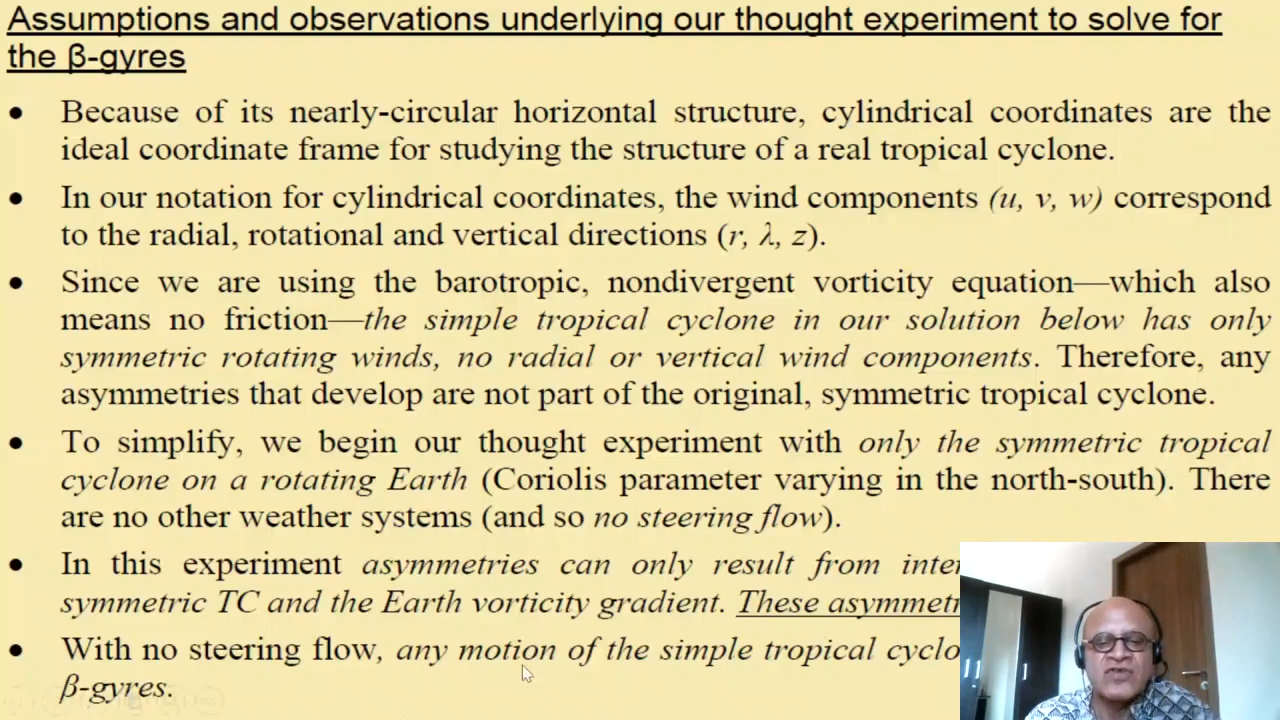 Assumptions and observations underlying our thought experiment to solve for
the β-gyres
• Because of its nearly-circular horizontal structure, cylindrical coordinates are the
ideal coordinate frame for studying the structure of a real tropical cyclone.
• In our notation for cylindrical coordinates, the wind components (u, v, w) correspond
to the radial, rotational and vertical directions (r, λ, z).
• Since we are using the barotropic, nondivergent vorticity equation—which also
means no friction—the simple tropical cyclone in our solution below has only
symmetric rotating winds, no radial or vertical wind components. Therefore, any
asymmetries that develop are not part of the original, symmetric tropical cyclone.
• To simplify, we begin our thought experiment with only the symmetric tropical
cyclone on a rotating Earth (Coriolis parameter varying in the north-south). There
are no other weather systems (and so no steering flow).
• In this experiment asymmetries can only result from
symmetric TC and the Earth vorticity gradient. These
• With no steering flow, any motion of the simple tropical
β-gyres.